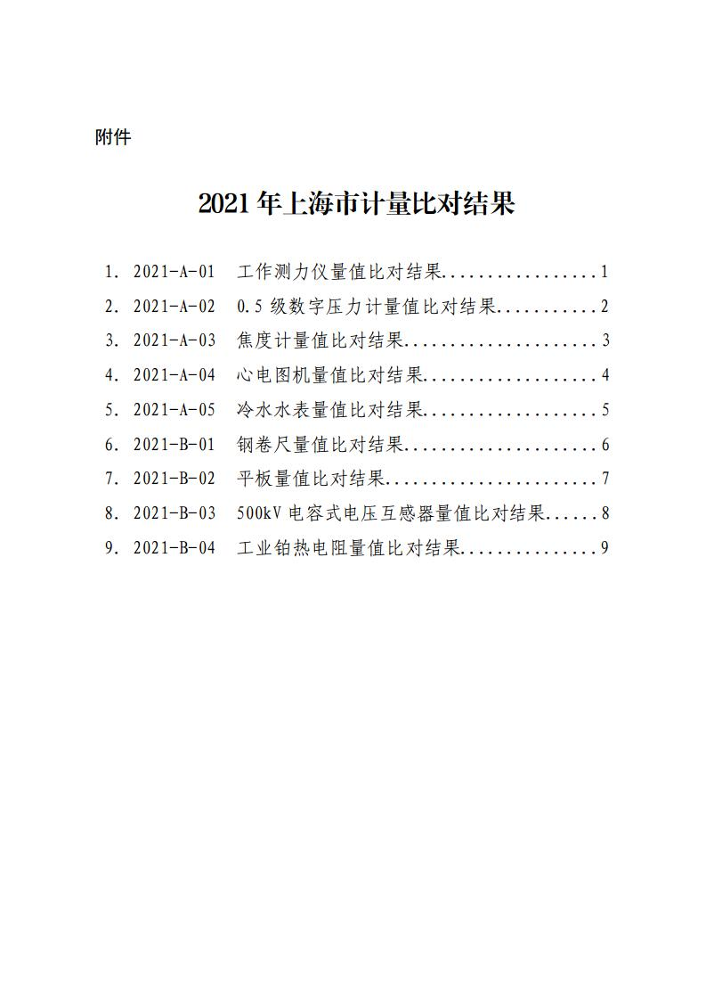 附件
2021 年上海市计量比对结果
1. 2021-A-01 工作测力仪量值比对结果.................1
2. 2021-A-02 0.5 级数字压力计量值比对结果...........2
3. 2021-A-03 焦度计量值比对结果.....................3
4. 2021-A-04 心电图机量值比对结果...................4
5. 2021-A-05 冷水水表量值比对结果...................5
6. 2021-B-01 钢卷尺量值比对结果.....................6
7. 2021-B-02 平板量值比对结果.......................7
8. 2021-B-03 500kV 电容式电压互感器量值比对结果......8
9. 2021-B-04 工业铂热电阻量值比对结果...............9